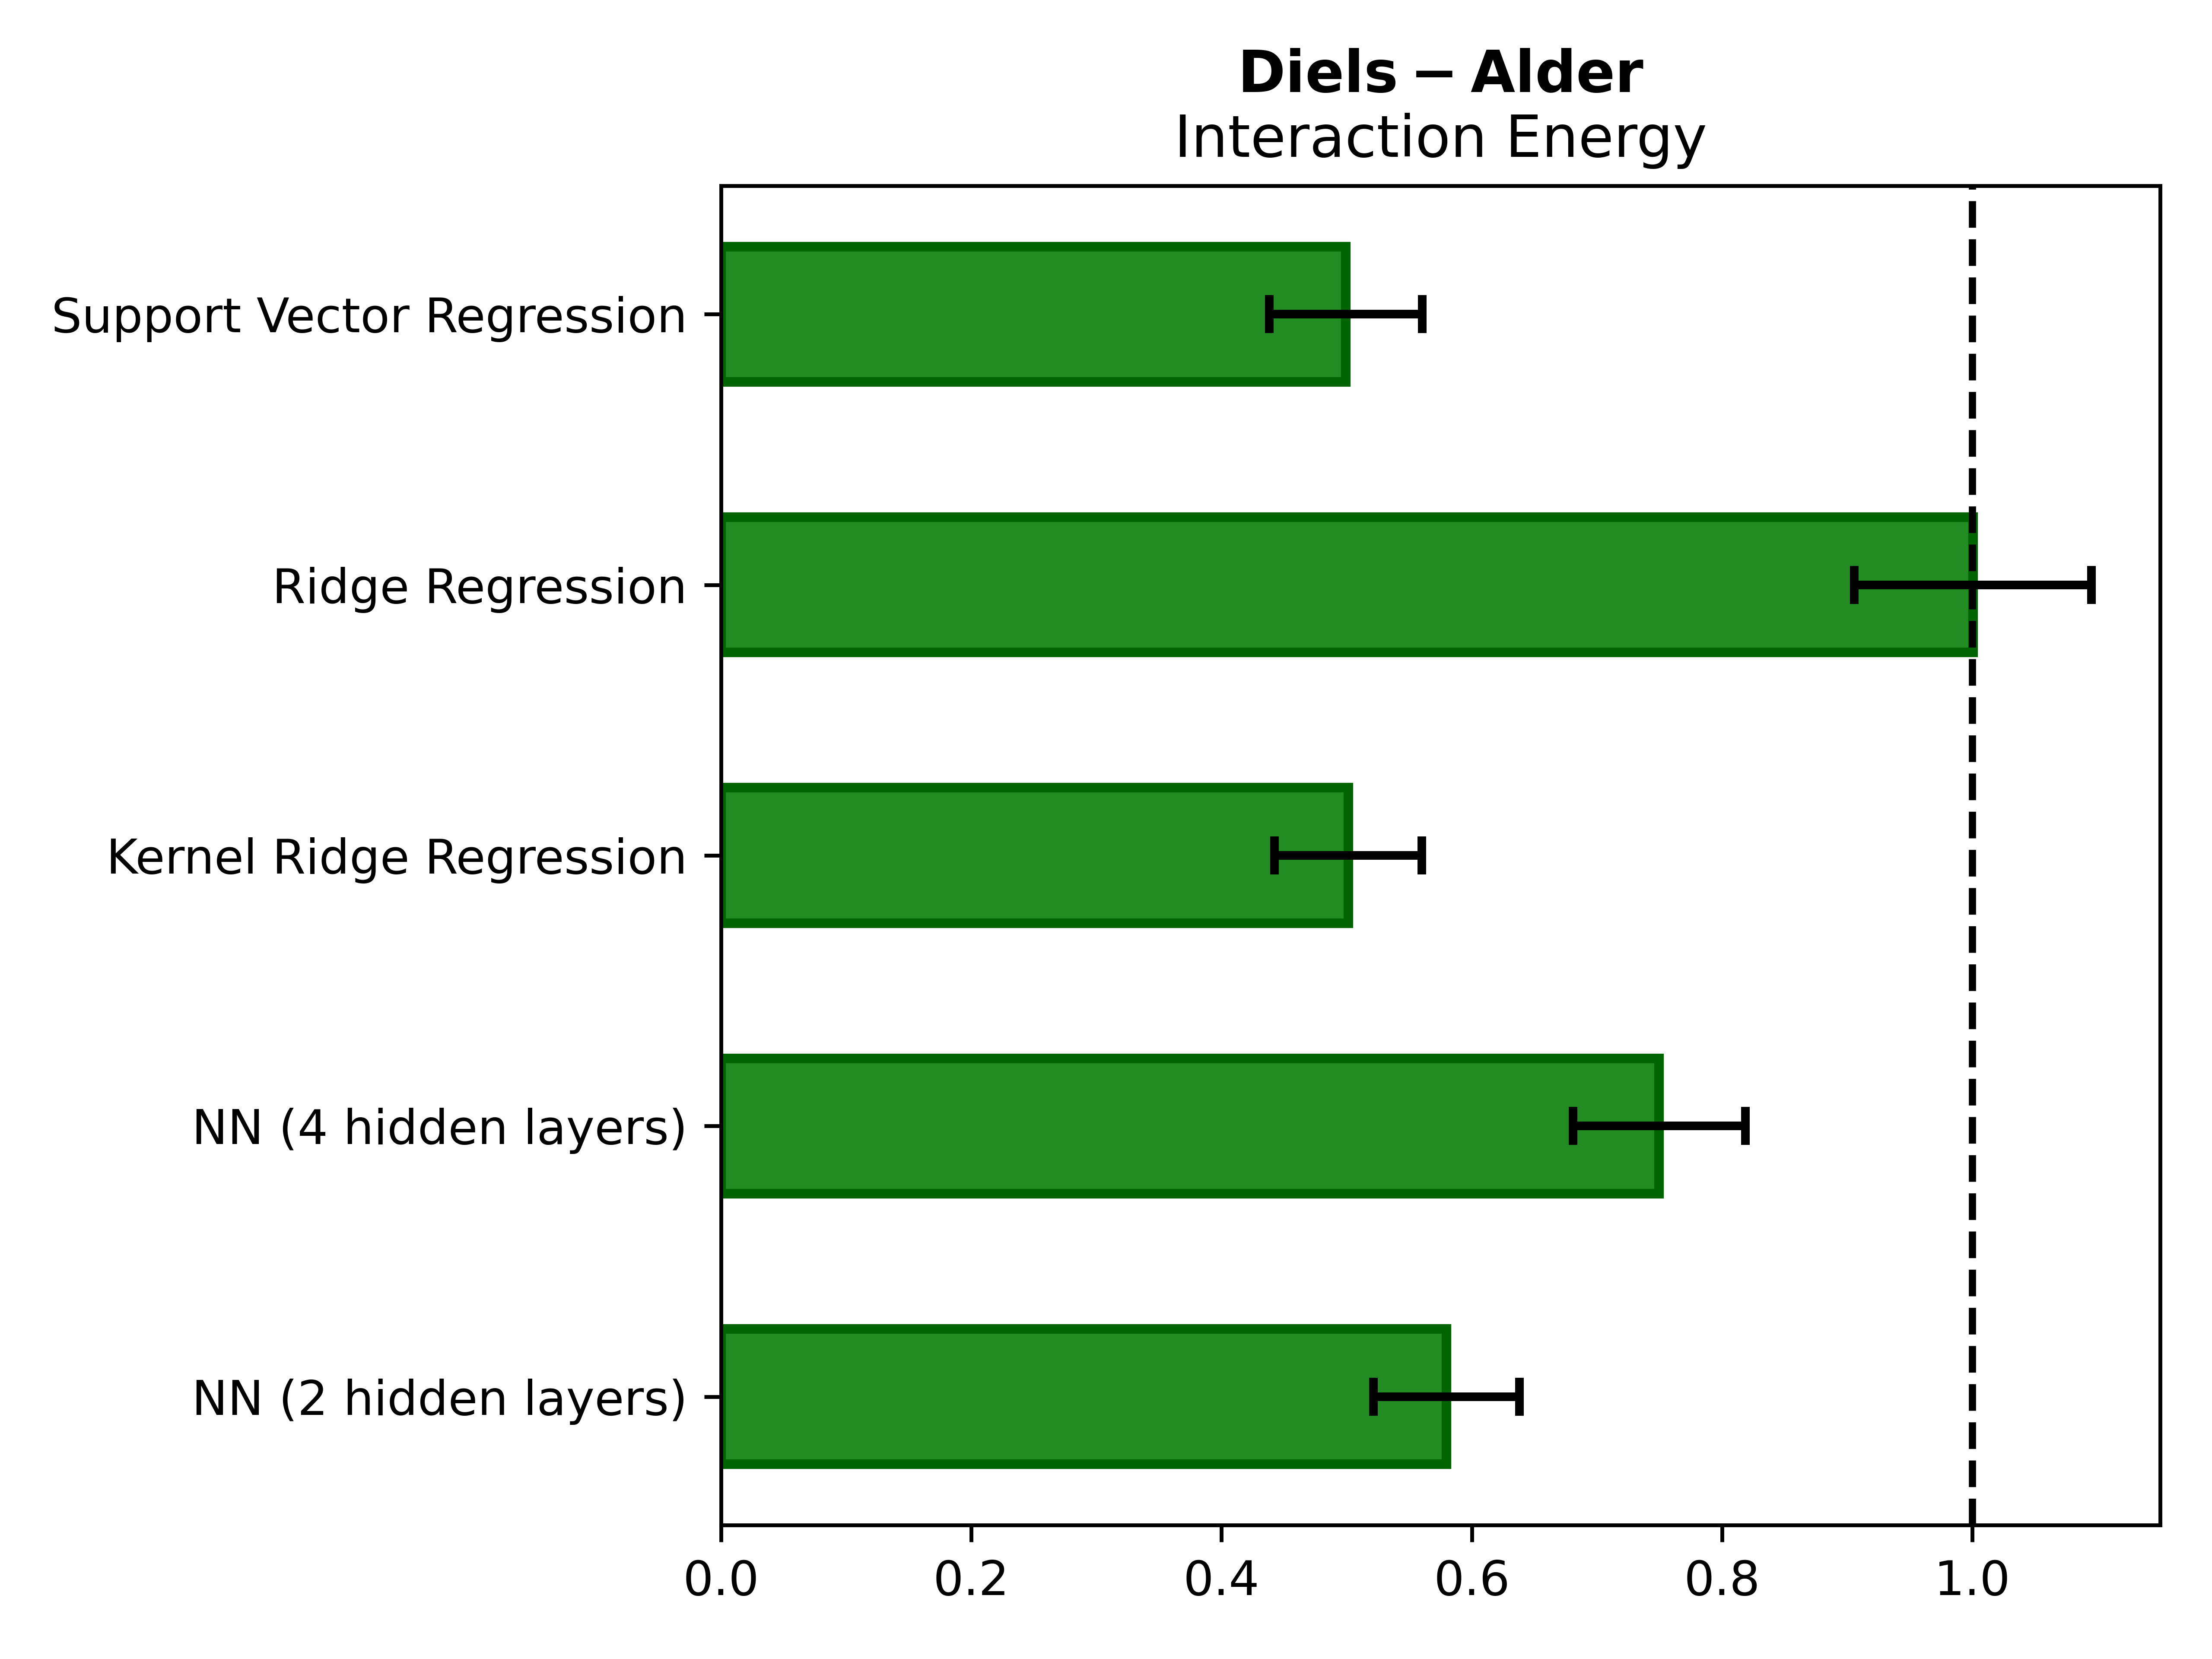 Diels − Alder
Interaction Energy
Support Vector Regression
Ridge Regression
Kernel Ridge Regression
NN (4 hidden layers)
NN (2 hidden layers)
0.0 0.2 0.4 0.6 0.8 1.0